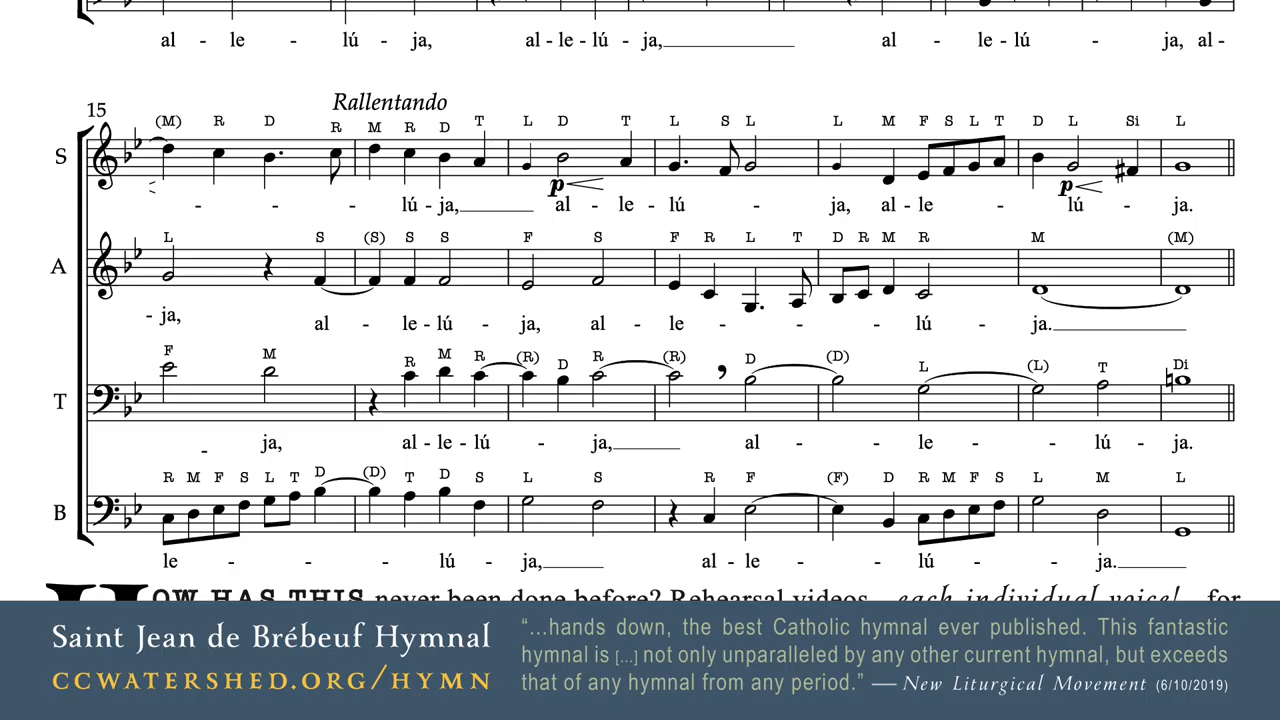 al - le - lú - ja, al - le - lú - ja, al - le - lú - ja, al -
15 Rallentando
(M) R D R M R D T L D T L S L L M F S L T D L Si L
S
p p
- - lú - ja, al - le - lú - ja, al - le - lú - ja.
L S (S) S S F S F R L T D R M R M (M)
A
- ja, al - le - lú - ja, al - le - - - lú - ja.
F M R M R (R) D R (R) D (D) L (L) T Di
T
- ja, al - le - lú - ja, al - le - lú - ja.
R M F S L T D (D) T D S L S R F (F) D R M F S L M L
B
le - - - lú - ja, al - le - - lú - ja.
HOW HAS THIS never been done before? Rehearsal videos each individual voice! for
Saint Jean de Brébeuf Hymnal
CCWATERSHED.ORG/HYMN
“...hands down, the best Catholic hymnal ever published. This fantastic
hymnal is [...] not only unparalleled by any other current hymnal, but exceeds
that of any hymnal from any period.” — New Liturgical Movement (6/10/2019)